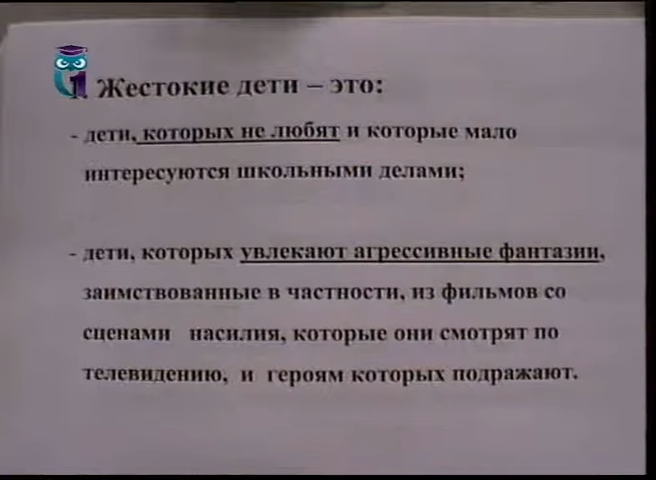 1 Жестокие дети – это:
- дети, которых не любят и которые мало
интересуются школьными делами;
- дети, которых увлекают агрессивные фантазии,
заимствованные в частности, из фильмов со
сценами насилия, которые они смотрят по
телевидению, и героям которых подражают.